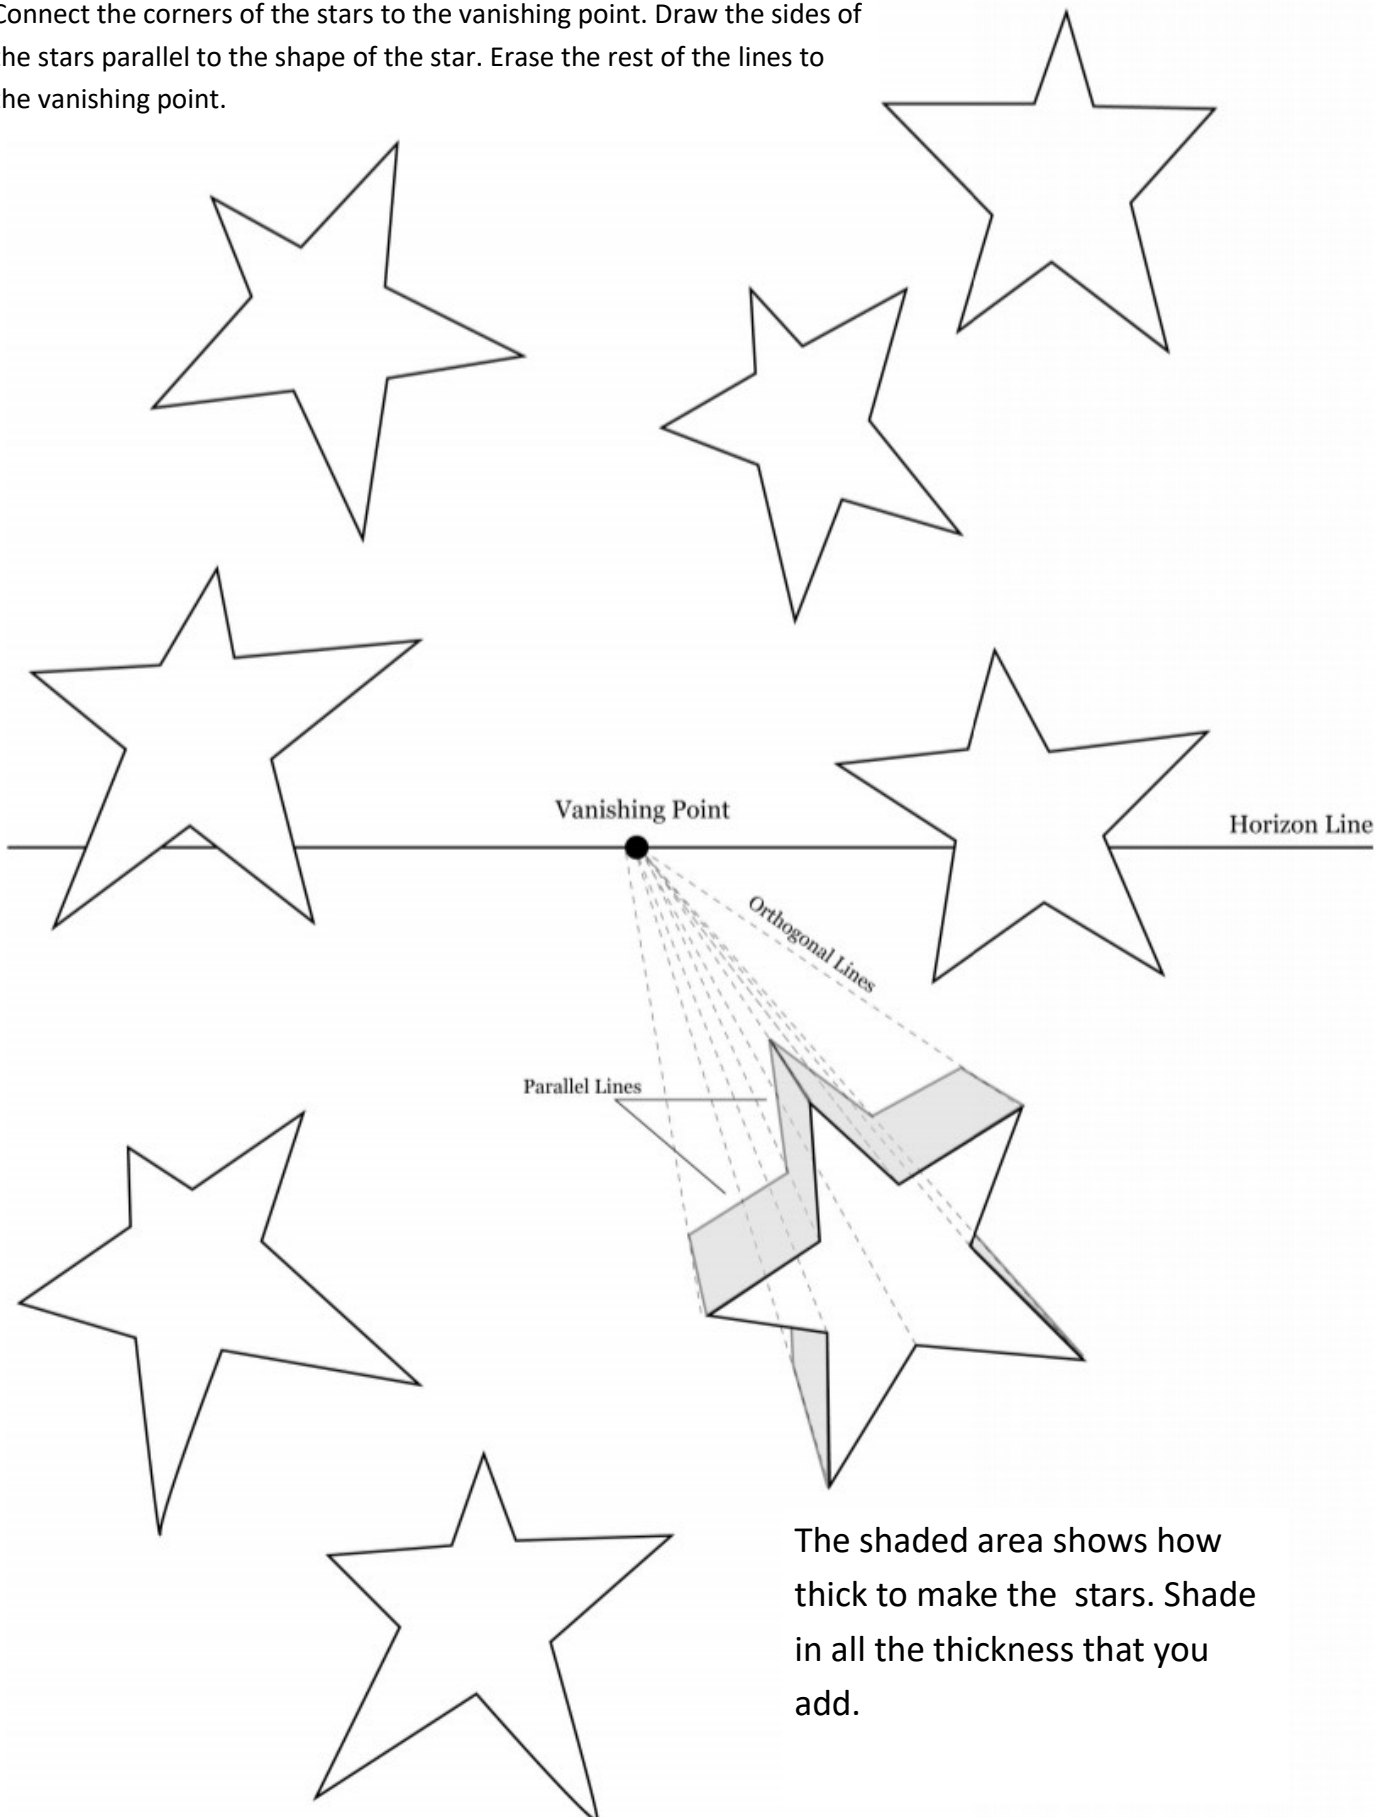 Connect the corners of the stars to the vanishing point. Draw the sides of
the stars parallel to the shape of the star. Erase the rest of the lines to
the vanishing point.
Vanishing Point
Horizon Line
Orthogonal Lines
Parallel Lines
The shaded area shows how
thick to make the  stars. Shade
in all the thickness that you
add.